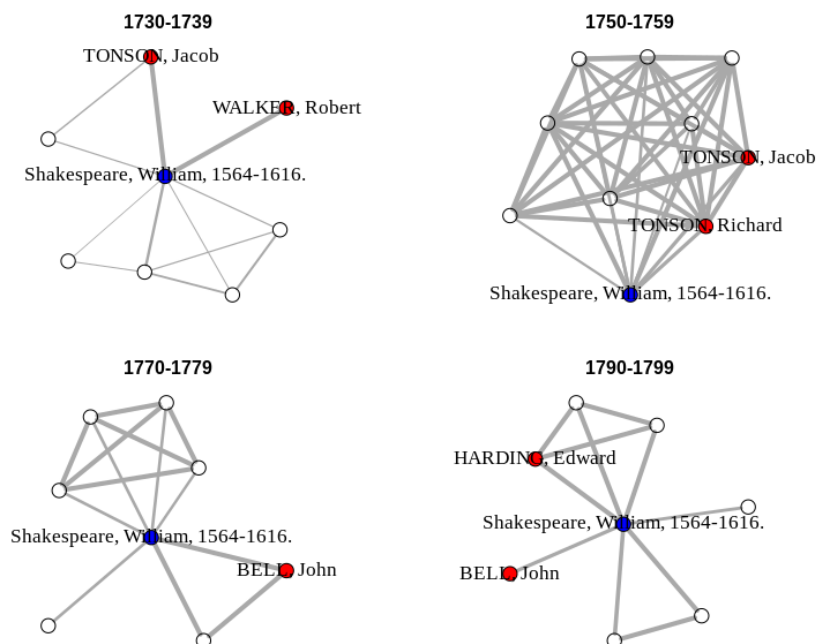 1730-1739
TONSON, Jacob
WALKER, Robert
Shakespeare, William, 1564-1616.
1750-1759
TONSON, Jacob
TONSON, Richard
Shakespeare, William, 1564-1616.
1770-1779
Shakespeare, William, 1564-1616.
BELL, John
1790-1799
HARDING, Edward
Shakespeare, William, 1564-1616.
BELL, John